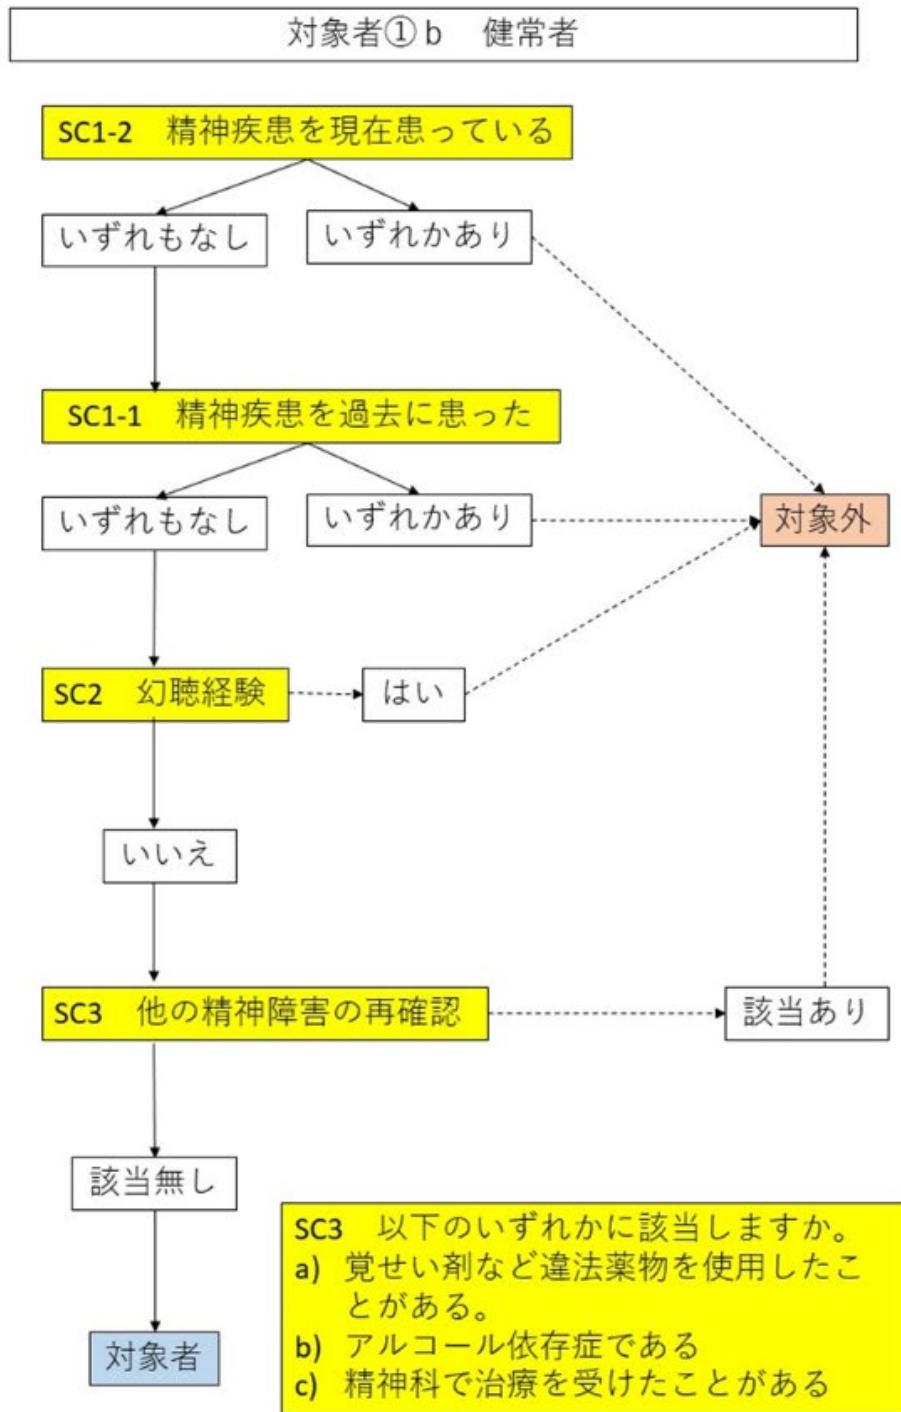 対象者①b 健常者
SC1-2 精神疾患を現在患っている
いずれもなし
いずれかあり
SC1-1 精神疾患を過去に患った
いずれもなし
いずれかあり
対象外
SC2 幻聴経験
はい
いいえ
SC3 他の精神障害の再確認
該当あり
該当無し
対象者
SC3 以下のいずれかに該当しますか。
a) 覚せい剤など違法薬物を使用したこ
とがある。
b) アルコール依存症である
c) 精神科で治療を受けたことがある